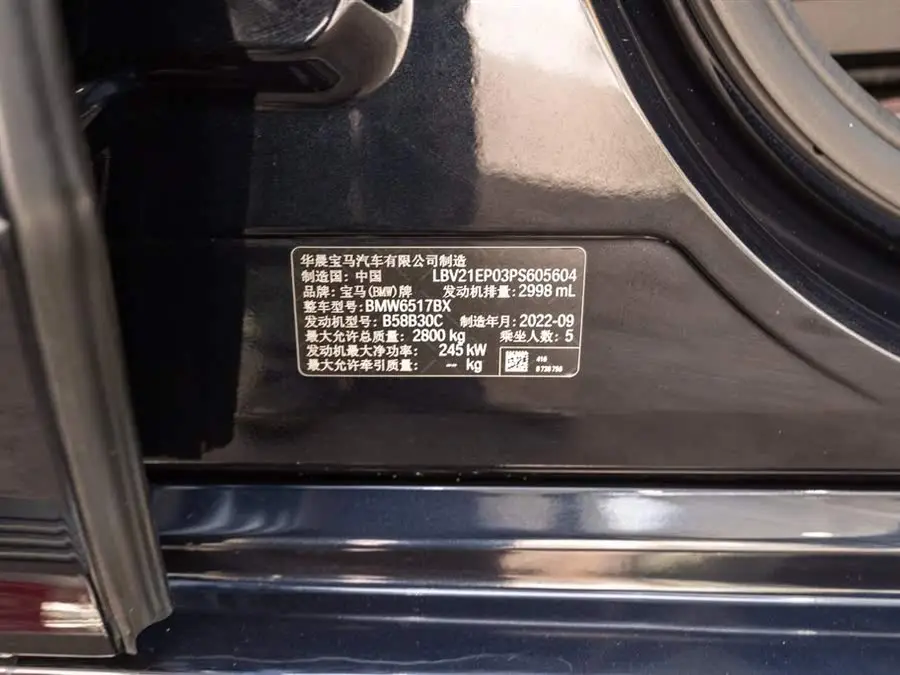 华晨宝马汽车有限公司制造
制造国: 中国 LBV21EP03PS605604
品牌: 宝马(BMW)牌 发动机排量: 2998 mL
整车型号: BMW6517BX
发动机型号: B58B30C 制造年月: 2022-09
最大允许总质量: 2800 kg 乘坐人数: 5
发动机最大净功率: 245 kW
最大允许牵引质量: -- kg
416